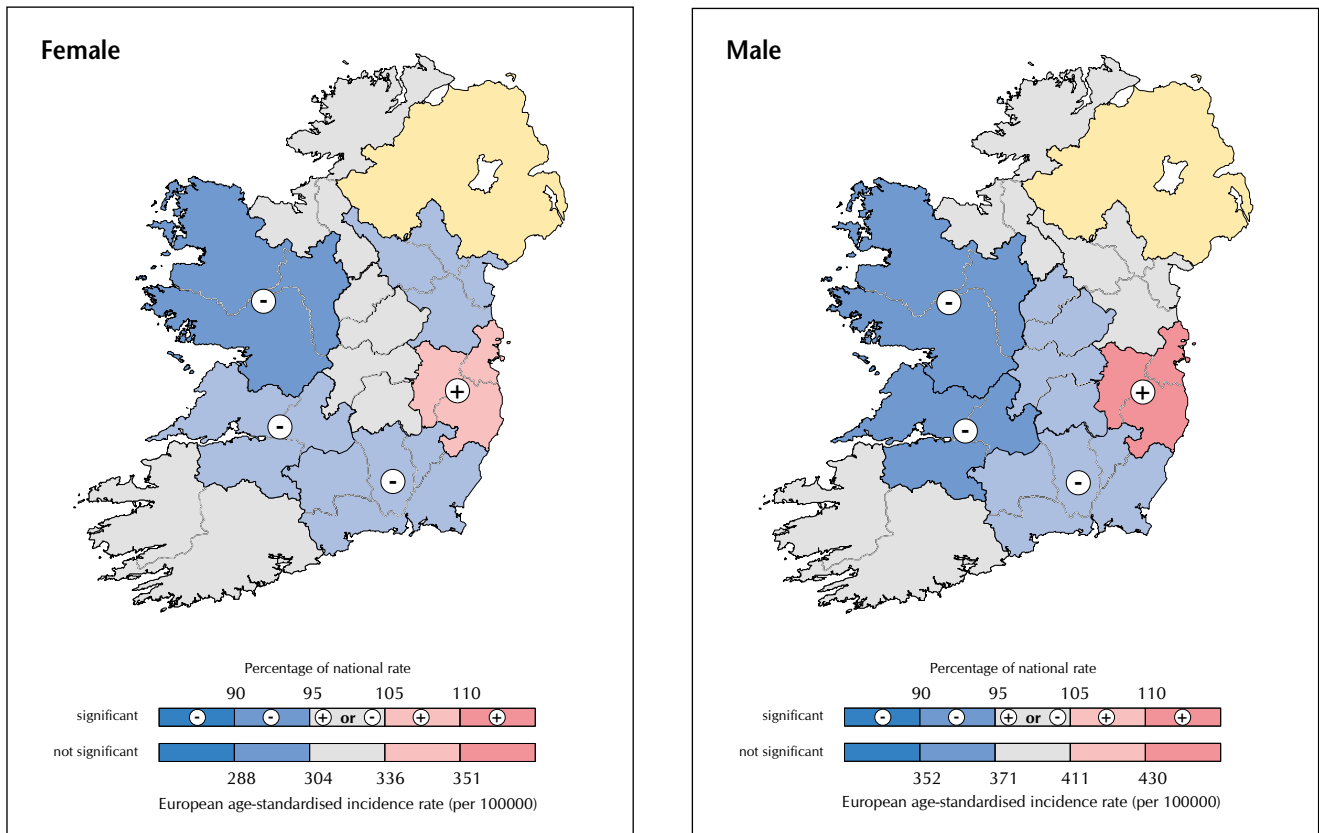 Female
-
+
-
-
Percentage of national rate
90 95 105 110
significant - - + or - + +
not significant
288 304 336 351
European age-standardised incidence rate (per 100000)
Male
-
+
-
-
Percentage of national rate
90 95 105 110
significant - - + or - + +
not significant
352 371 411 430
European age-standardised incidence rate (per 100000)